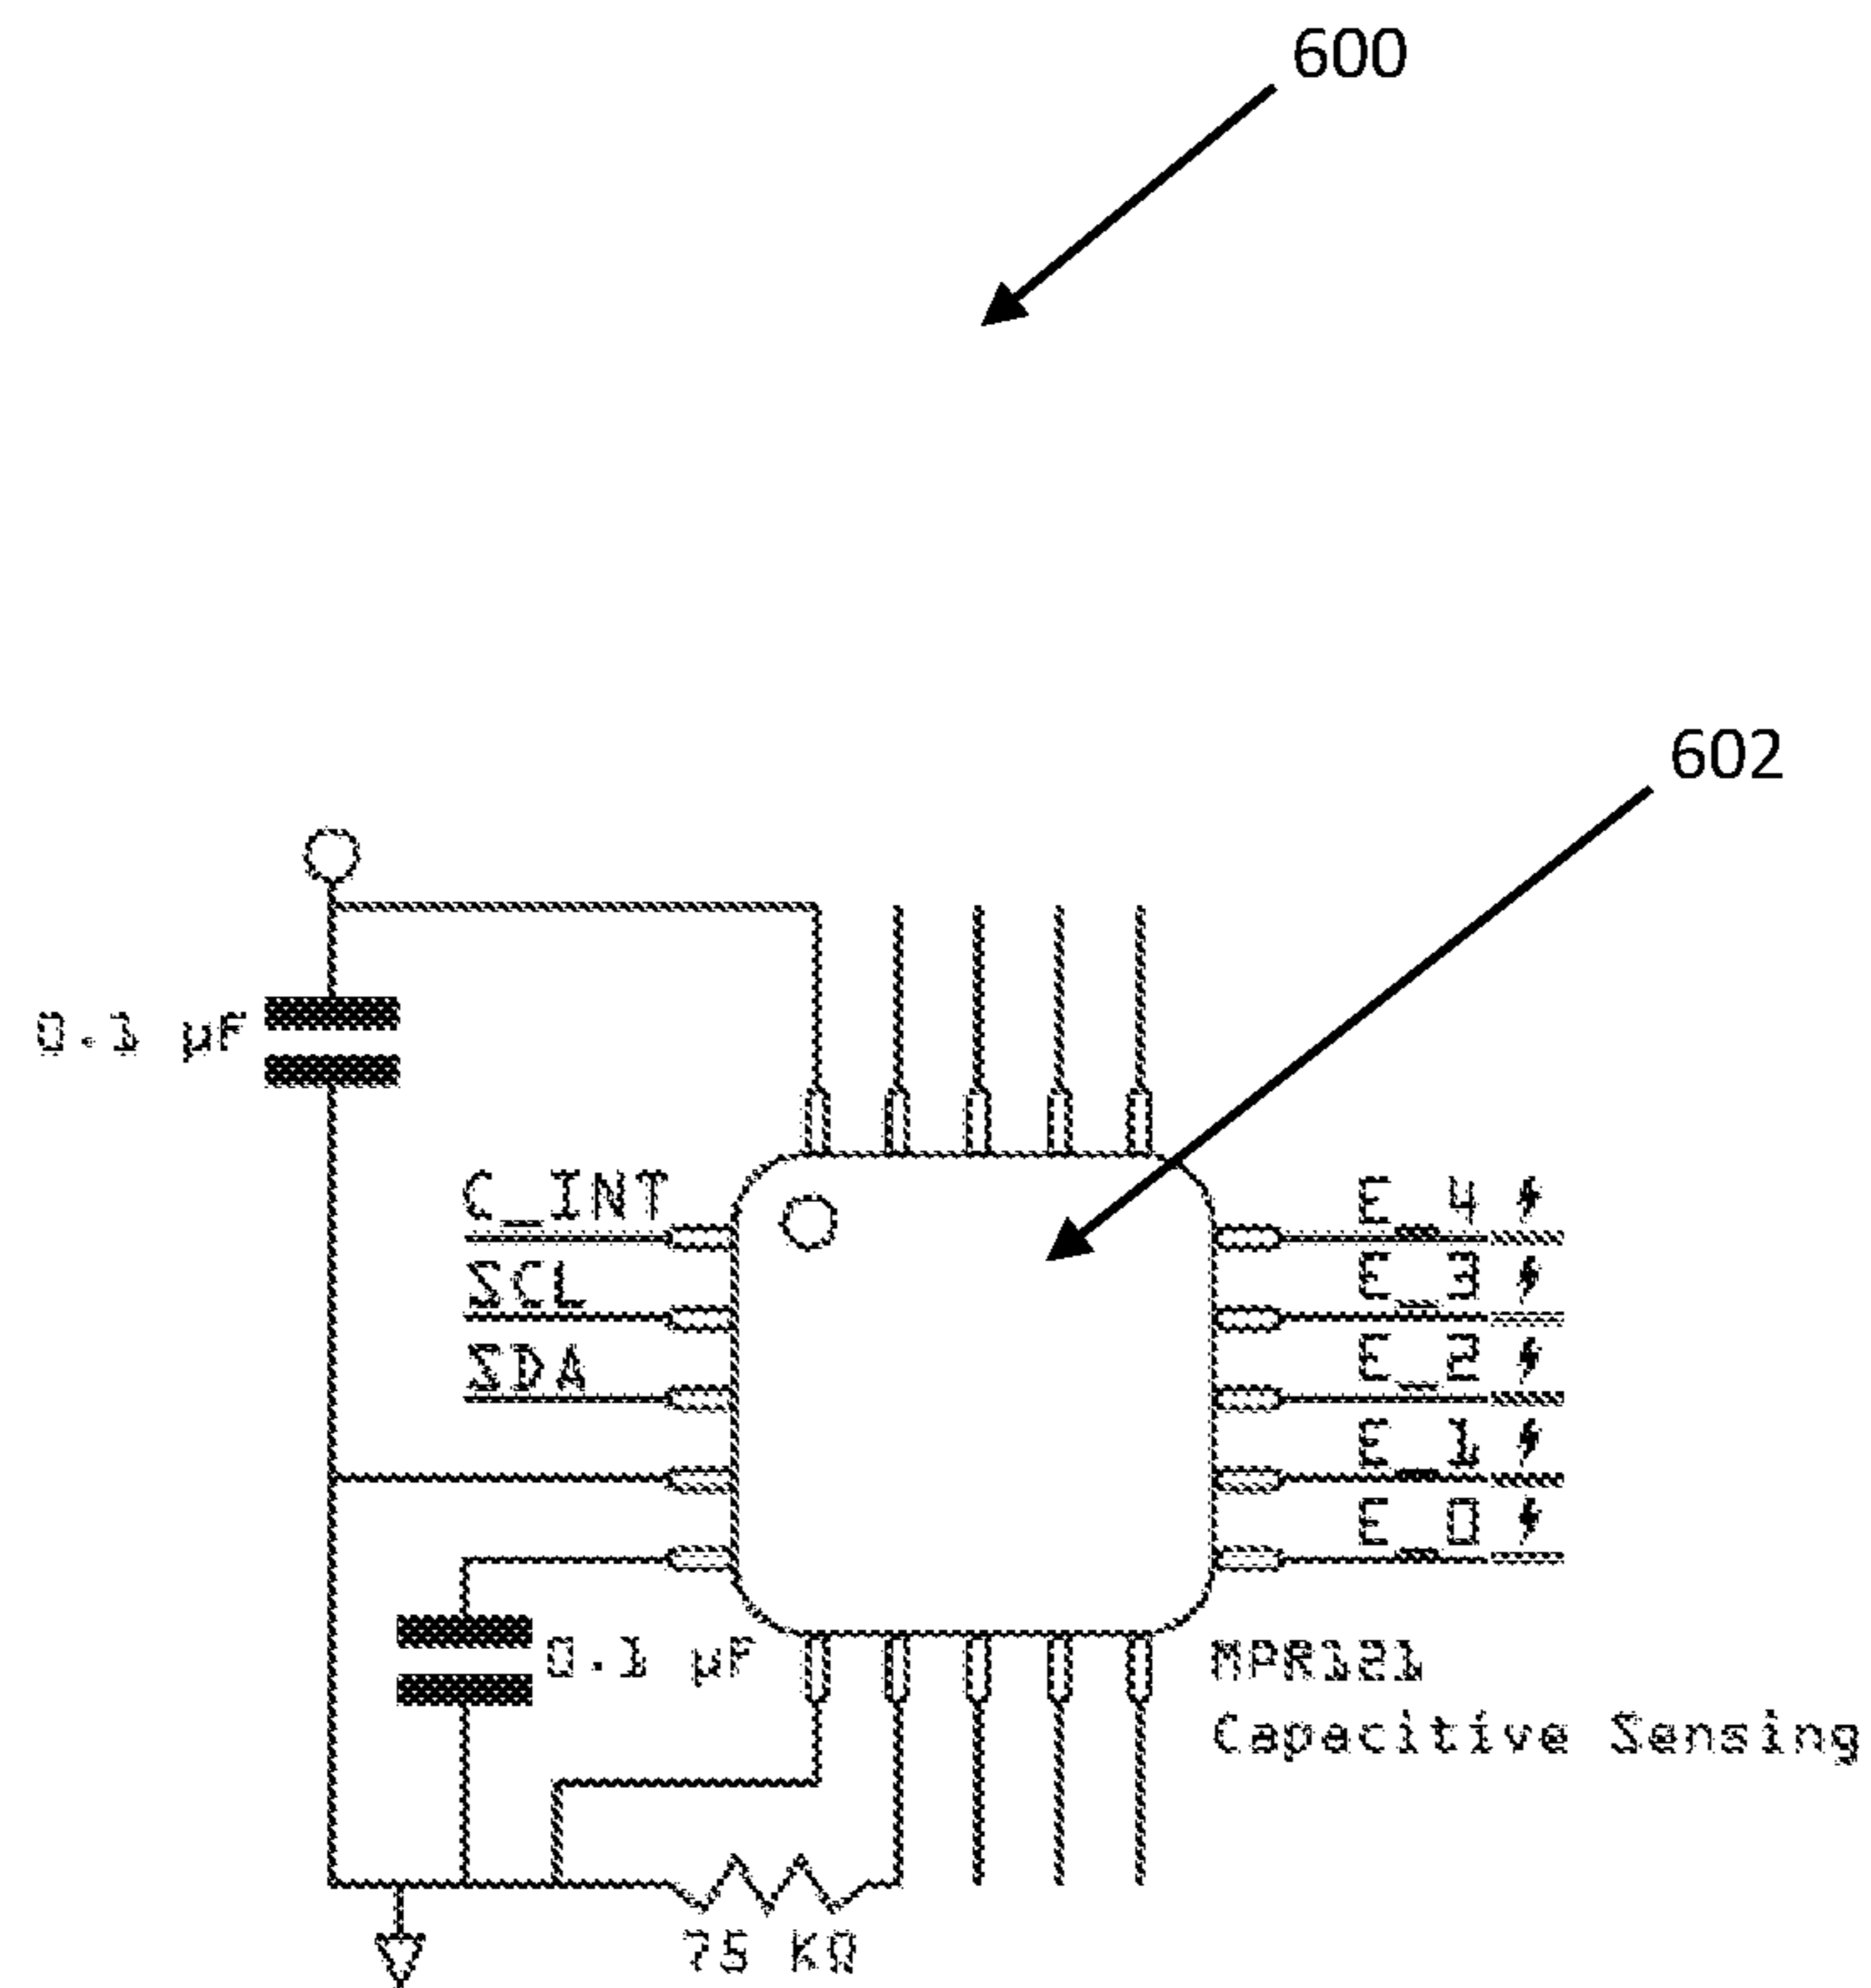 600
602
0.1 µF
C_INT
SCL
SDA
E_4
E_3
E_2
E_1
E_0
0.1 µF
MPR121
Capacitive Sensing
75 KΩ